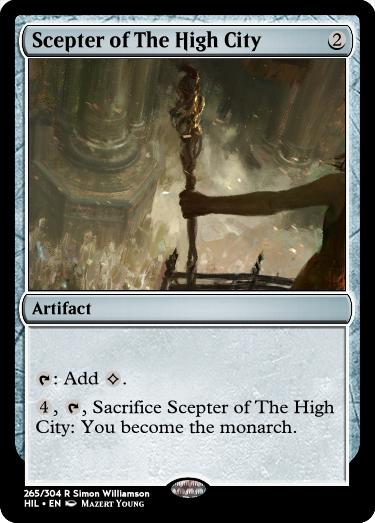 Scepter of The High City 2
Artifact
: Add .
4 , , Sacrifice Scepter of The High
City: You become the monarch.
265/304 R Simon Williamson
HIL • EN Mazert Young